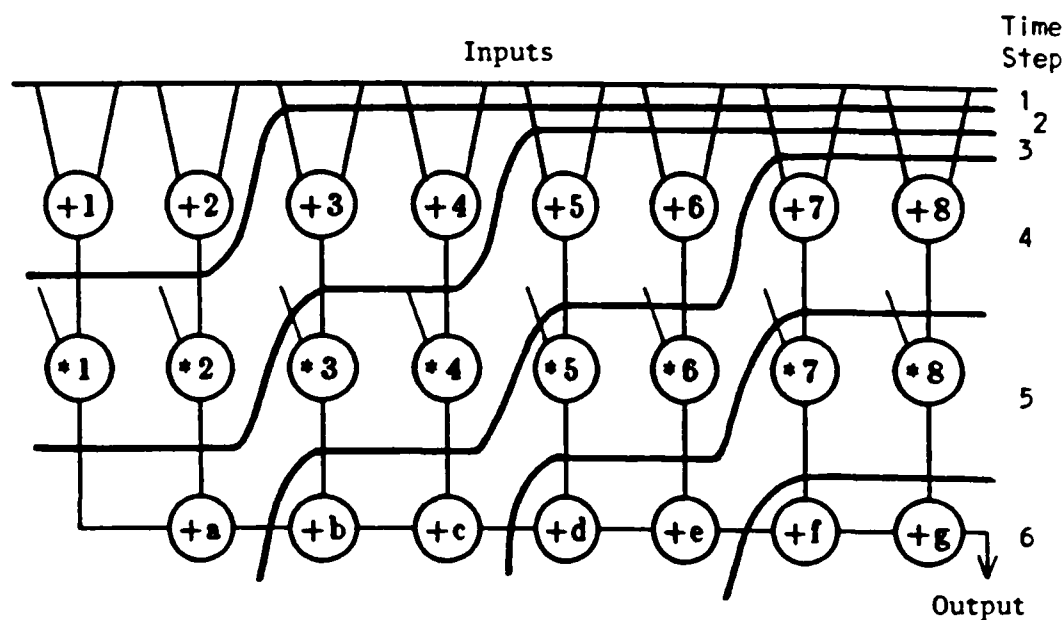 Time
Inputs Step
1
2
3
+1 +2 +3 +4 +5 +6 +7 +8
4
*1 *2 *3 *4 *5 *6 *7 *8
5
+a +b +c +d +e +f +g
6
Output